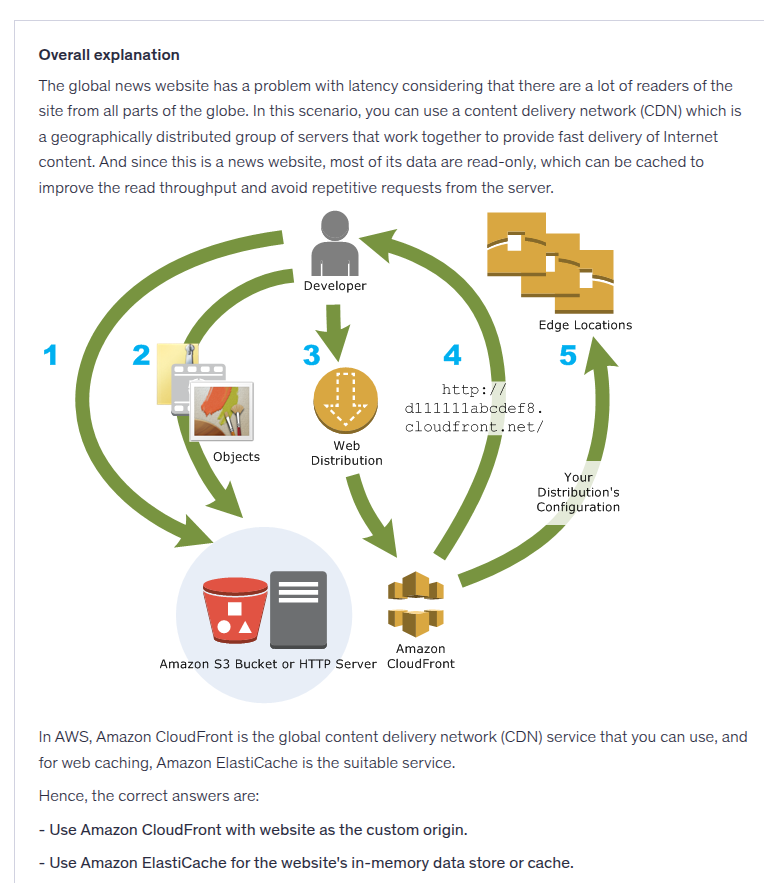 Overall explanation
The global news website has a problem with latency considering that there are a lot of readers of the
site from all parts of the globe. In this scenario, you can use a content delivery network (CDN) which is
a geographically distributed group of servers that work together to provide fast delivery of Internet
content. And since this is a news website, most of its data are read-only, which can be cached to
improve the read throughput and avoid repetitive requests from the server.
Developer
Edge Locations
1
2
3
4
5
http://
d111111abcdef8.
cloudfront.net/
Web
Distribution
Objects
Your
Distribution's
Configuration
Amazon S3 Bucket or HTTP Server
Amazon
CloudFront
In AWS, Amazon CloudFront is the global content delivery network (CDN) service that you can use, and
for web caching, Amazon ElastiCache is the suitable service.
Hence, the correct answers are:
- Use Amazon CloudFront with website as the custom origin.
- Use Amazon ElastiCache for the website's in-memory data store or cache.